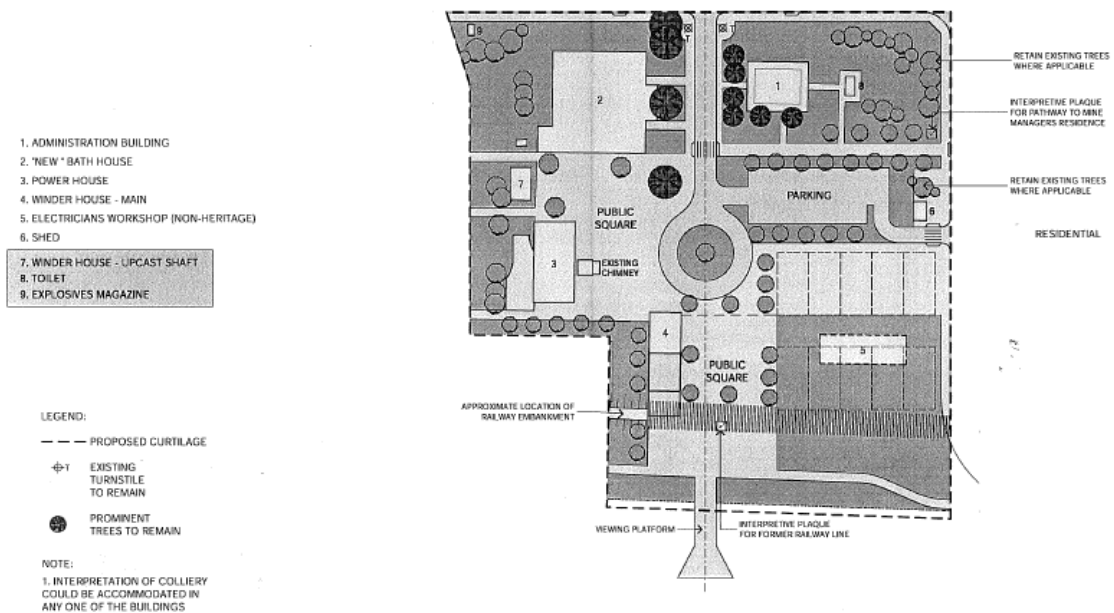 1. ADMINISTRATION BUILDING
2. "NEW" BATH HOUSE
3. POWER HOUSE
4. WINDER HOUSE - MAIN
5. ELECTRICIANS WORKSHOP (NON-HERITAGE)
6. SHED
7. WINDER HOUSE - UPCAST SHAFT
8. TOILET
9. EXPLOSIVES MAGAZINE
LEGEND:
PROPOSED CURTILAGE
T EXISTING
TURNSTILE
TO REMAIN
PROMINENT
TREES TO REMAIN
NOTE:
1. INTERPRETATION OF COLLIERY
COULD BE ACCOMMODATED IN
ANY ONE OF THE BUILDINGS
9
T
T
2
1
8
RETAIN EXISTING TREES
WHERE APPLICABLE
INTERPRETIVE PLAQUE
FOR PATHWAY TO MINE
MANAGERS RESIDENCE
7
PARKING
RETAIN EXISTING TREES
WHERE APPLICABLE
6
PUBLIC
SQUARE
RESIDENTIAL
3
EXISTING
CHIMNEY
4
5
PUBLIC
SQUARE
APPROXIMATE LOCATION OF
RAILWAY EMBANKMENT
VIEWING PLATFORM
INTERPRETIVE PLAQUE
FOR FORMER RAILWAY LINE